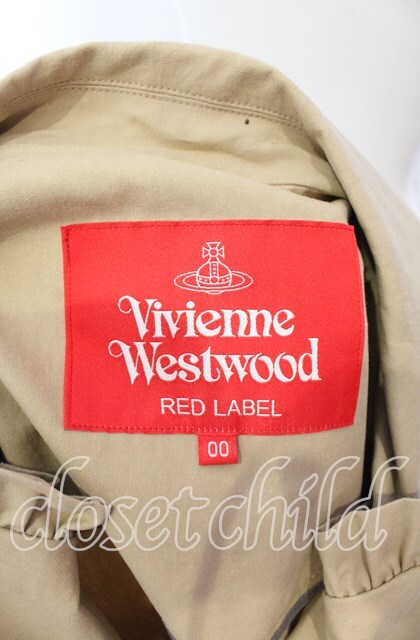 Vivienne
Westwood
RED LABEL
00
closet child